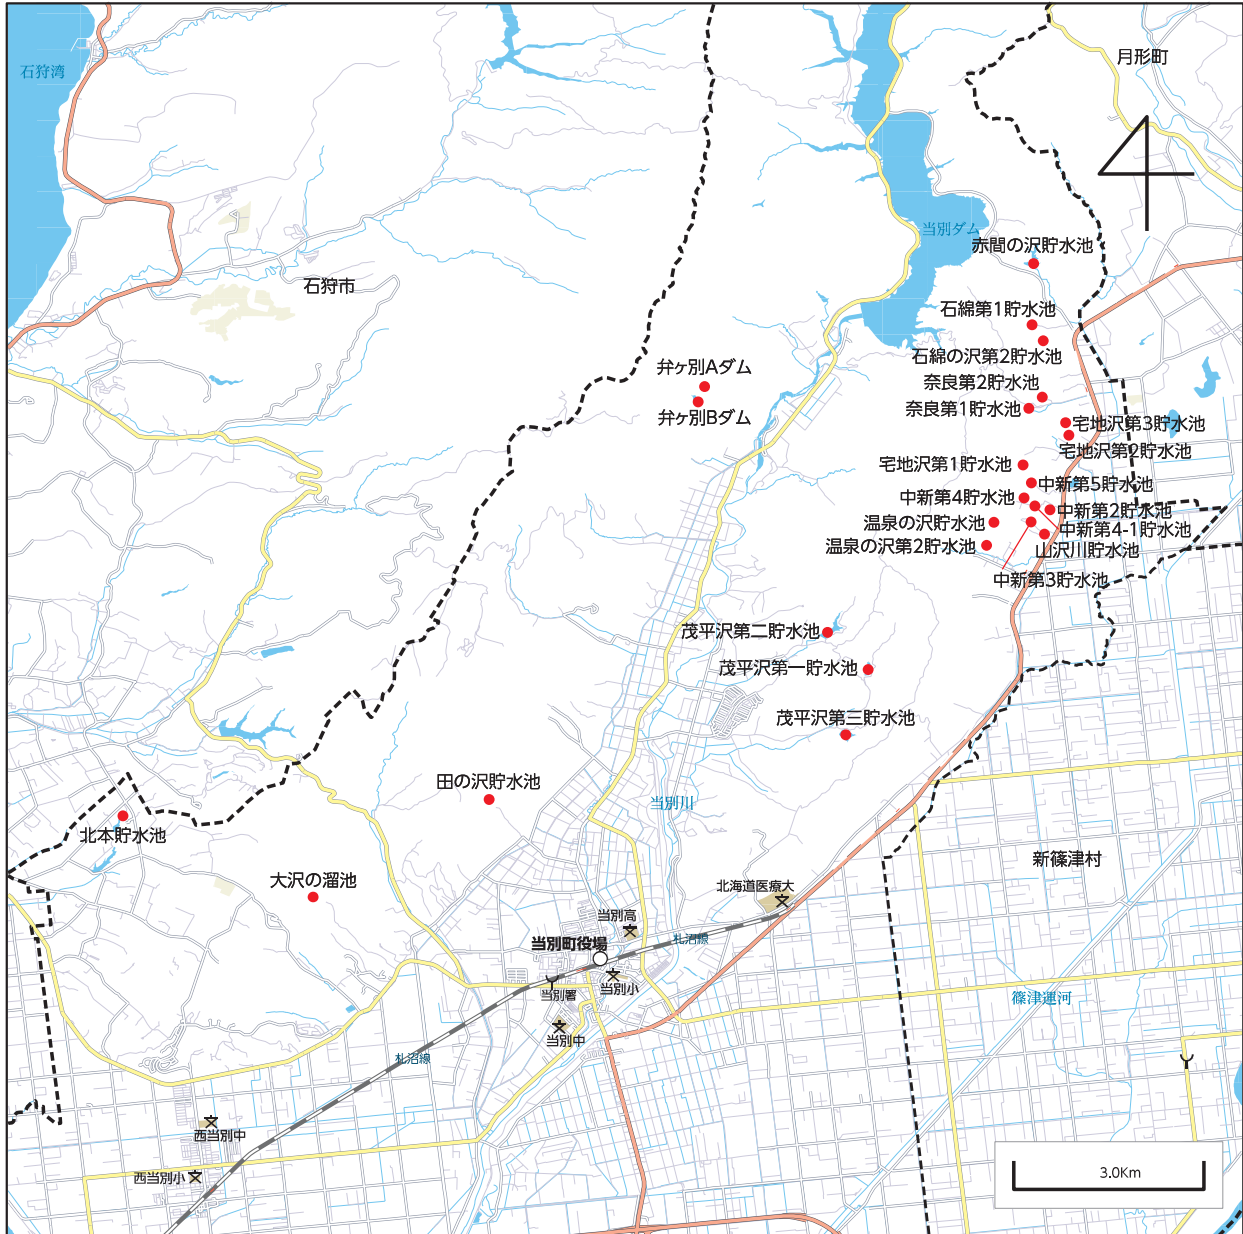 月形町
石狩湾
当別ダム
赤間の沢貯水池
石狩市
石綿第1貯水池
石綿の沢第2貯水池
弁ヶ別Aダム
奈良第2貯水池
奈良第1貯水池
弁ヶ別Bダム
宅地沢第3貯水池
宅地沢第2貯水池
宅地沢第1貯水池
中新第5貯水池
中新第4貯水池
中新第2貯水池
温泉の沢貯水池
中新第4-1貯水池
温泉の沢第2貯水池
山沢川貯水池
中新第3貯水池
茂平沢第二貯水池
茂平沢第一貯水池
茂平沢第三貯水池
田の沢貯水池
当別川
北本貯水池
新篠津村
大沢の溜池
北海道医療大
当別高
札沼線
当別町役場
当別小
当別署
篠津運河
当別中
札沼線
西当別中
西当別小
3.0Km